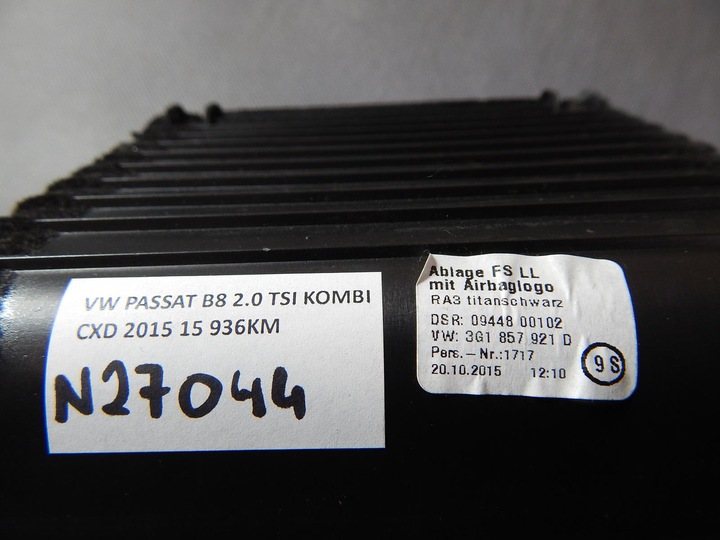 VW PASSAT B8 2.0 TSI KOMBI
CXD 2015 15 936KM
N27044
Ablage FS LL
mit Airbaglogo
RA3 titanschwarz
DSR: 09448 00102
VW: 3G1 857 921 D
Pers.-Nr.:1717
20.10.2015 12:10
9S